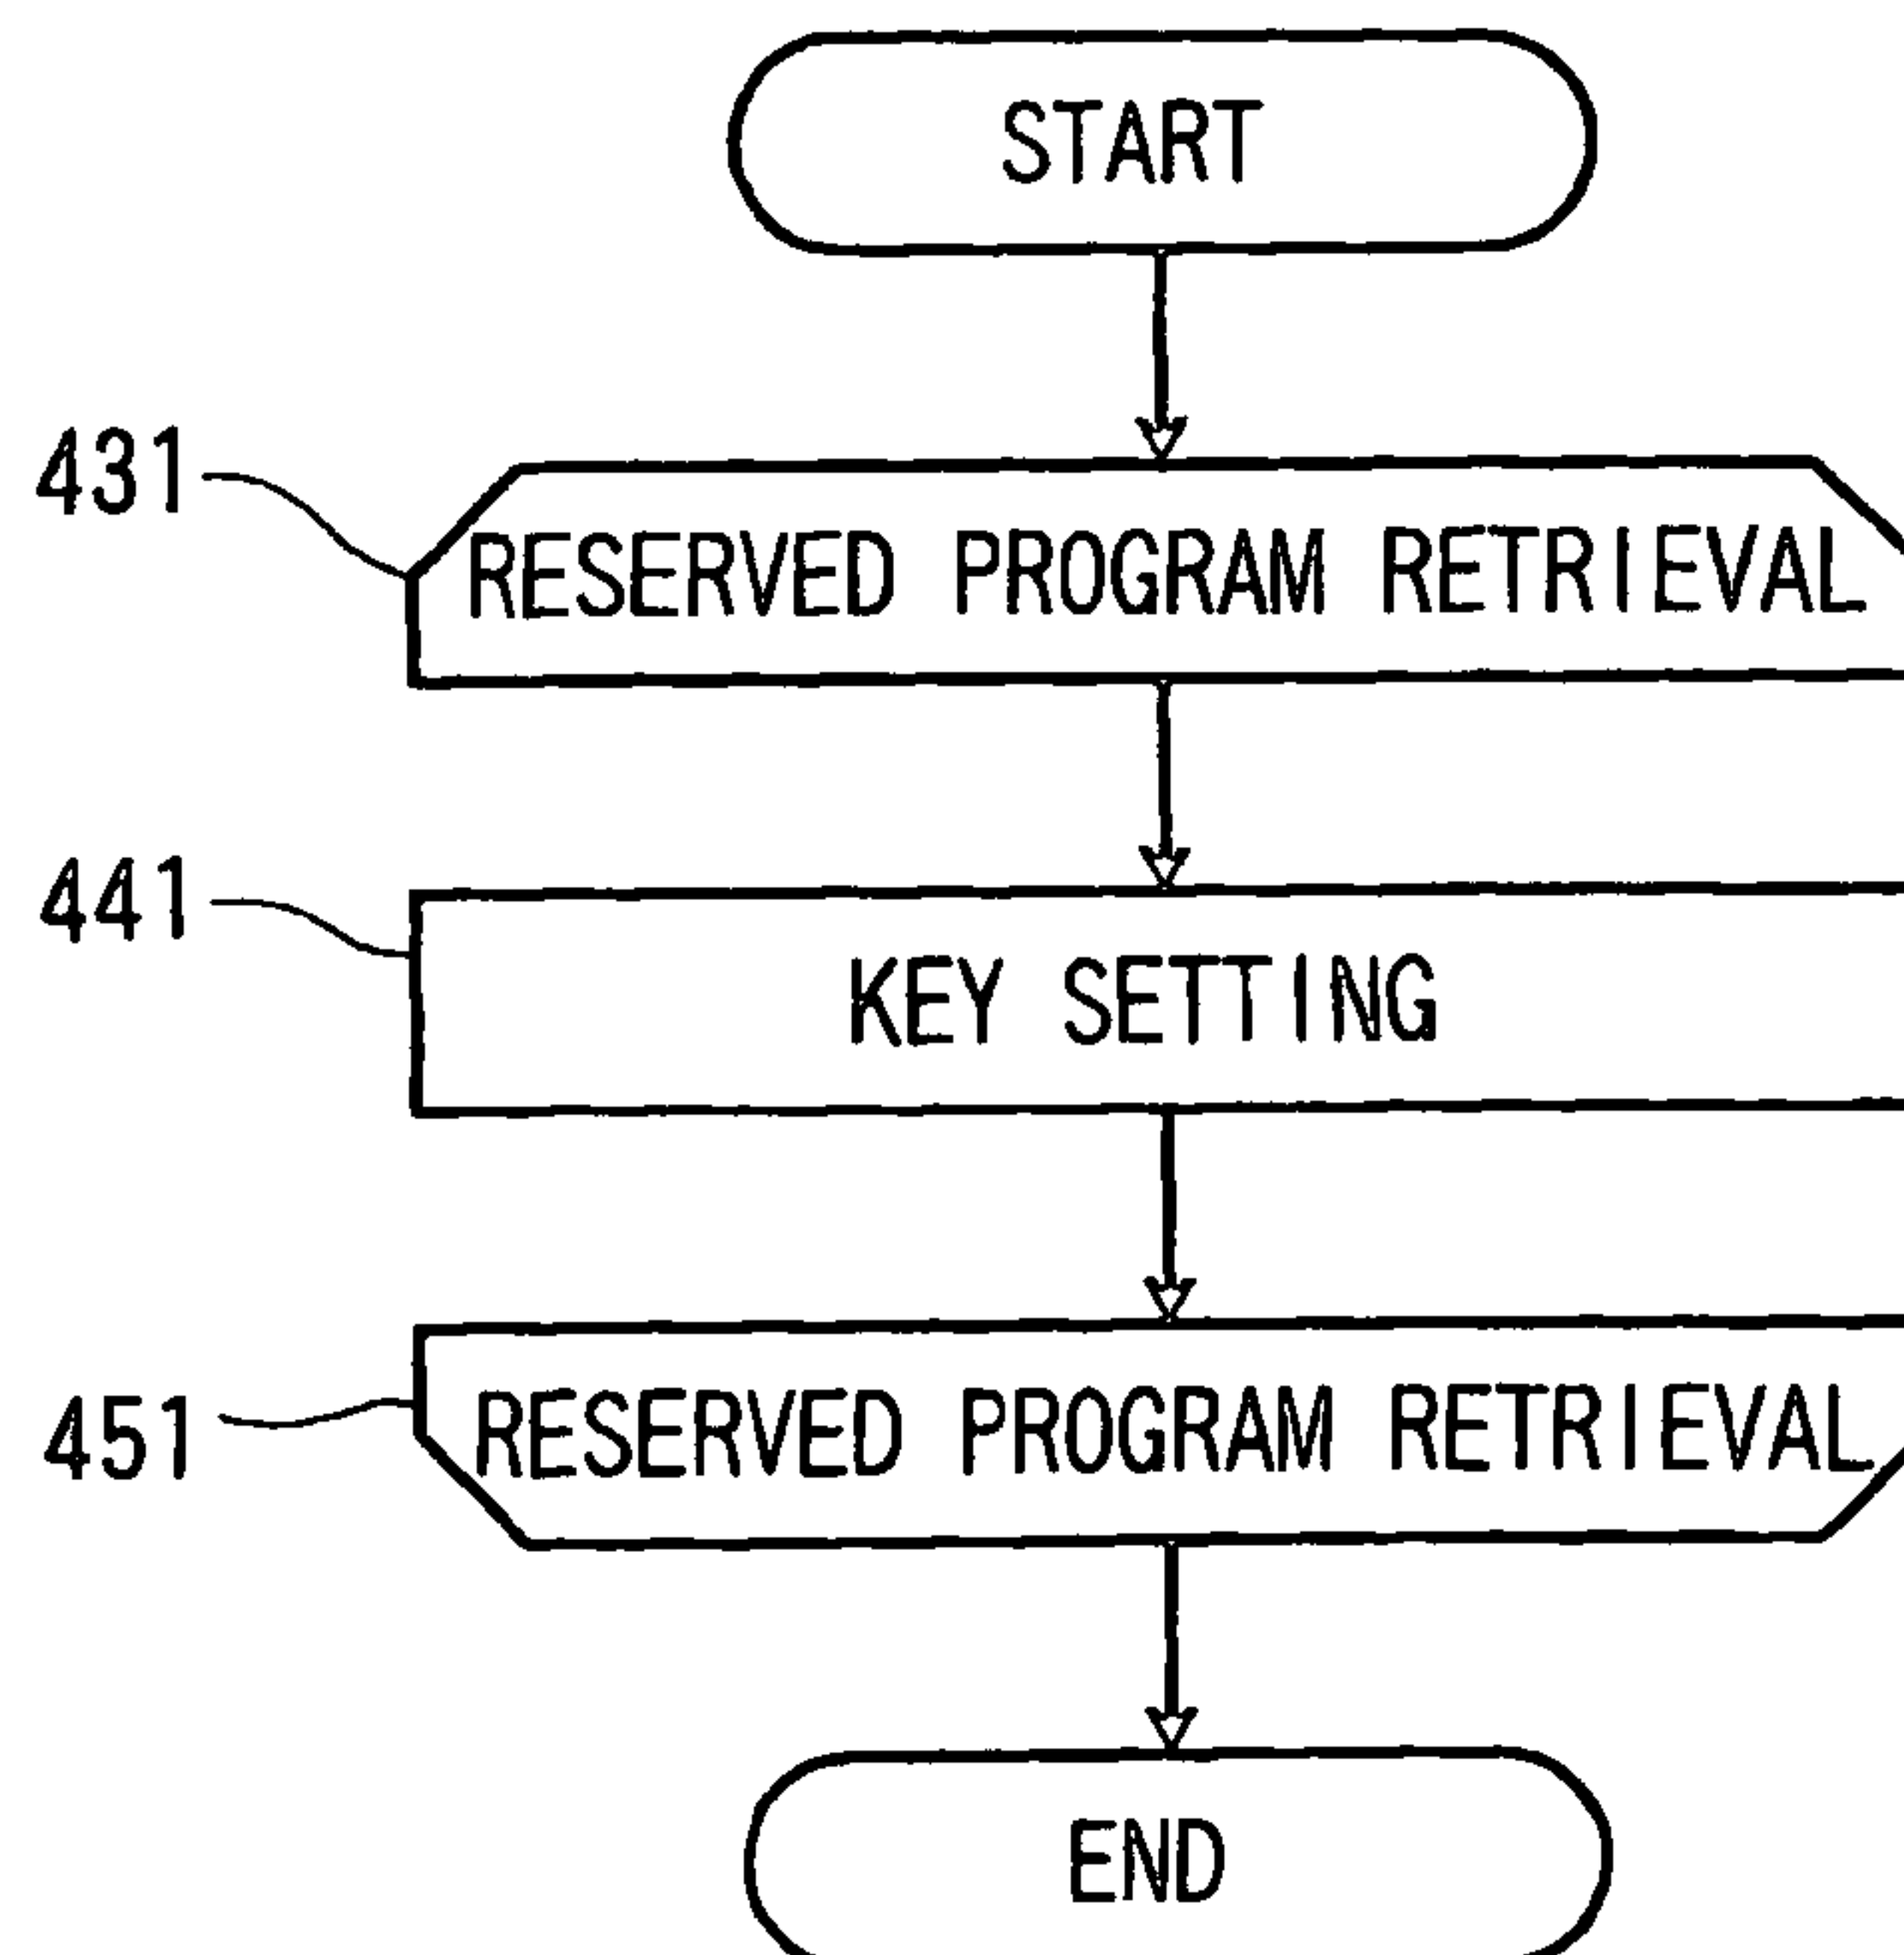 START
431
RESERVED PROGRAM RETRIEVAL
441
KEY SETTING
451
RESERVED PROGRAM RETRIEVAL
END